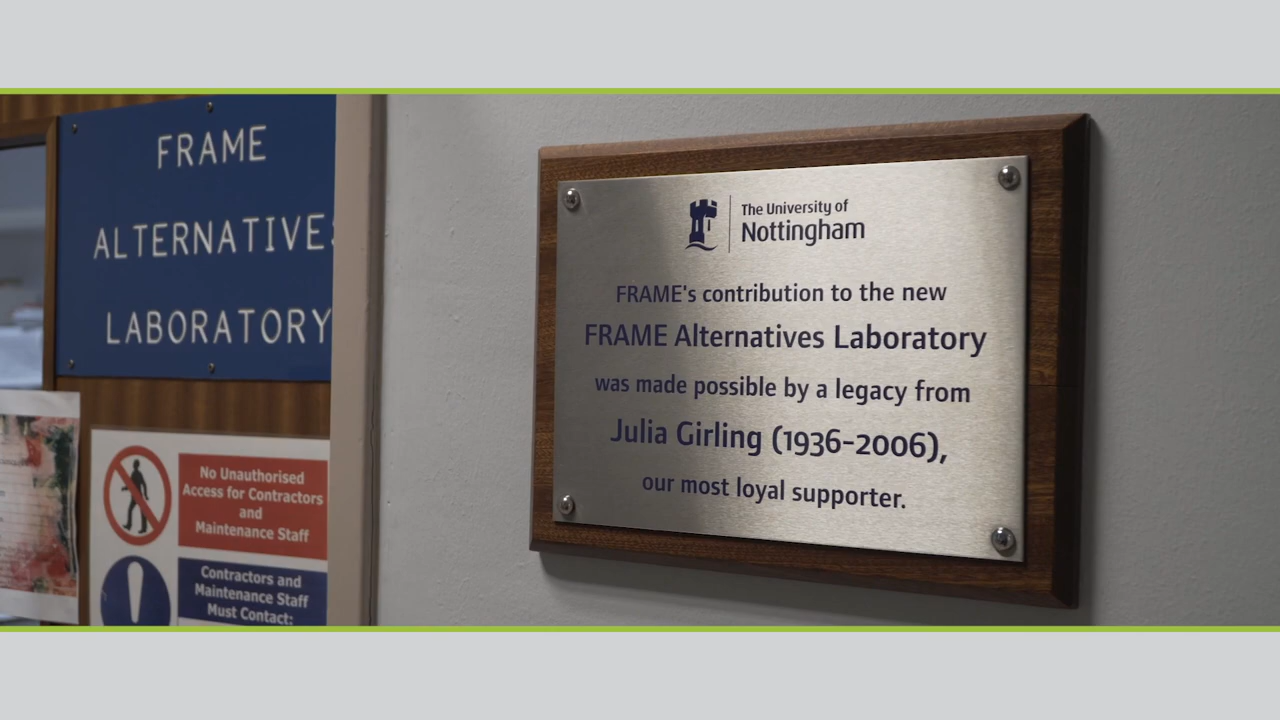 FRAME
ALTERNATIVES
LABORATORY
No Unauthorised
Access for Contractors
and
Maintenance Staff
Contractors and
Maintenance Staff
Must Contact:
The University of
Nottingham
FRAME's contribution to the new
FRAME Alternatives Laboratory
was made possible by a legacy from
Julia Girling (1936-2006),
our most loyal supporter.